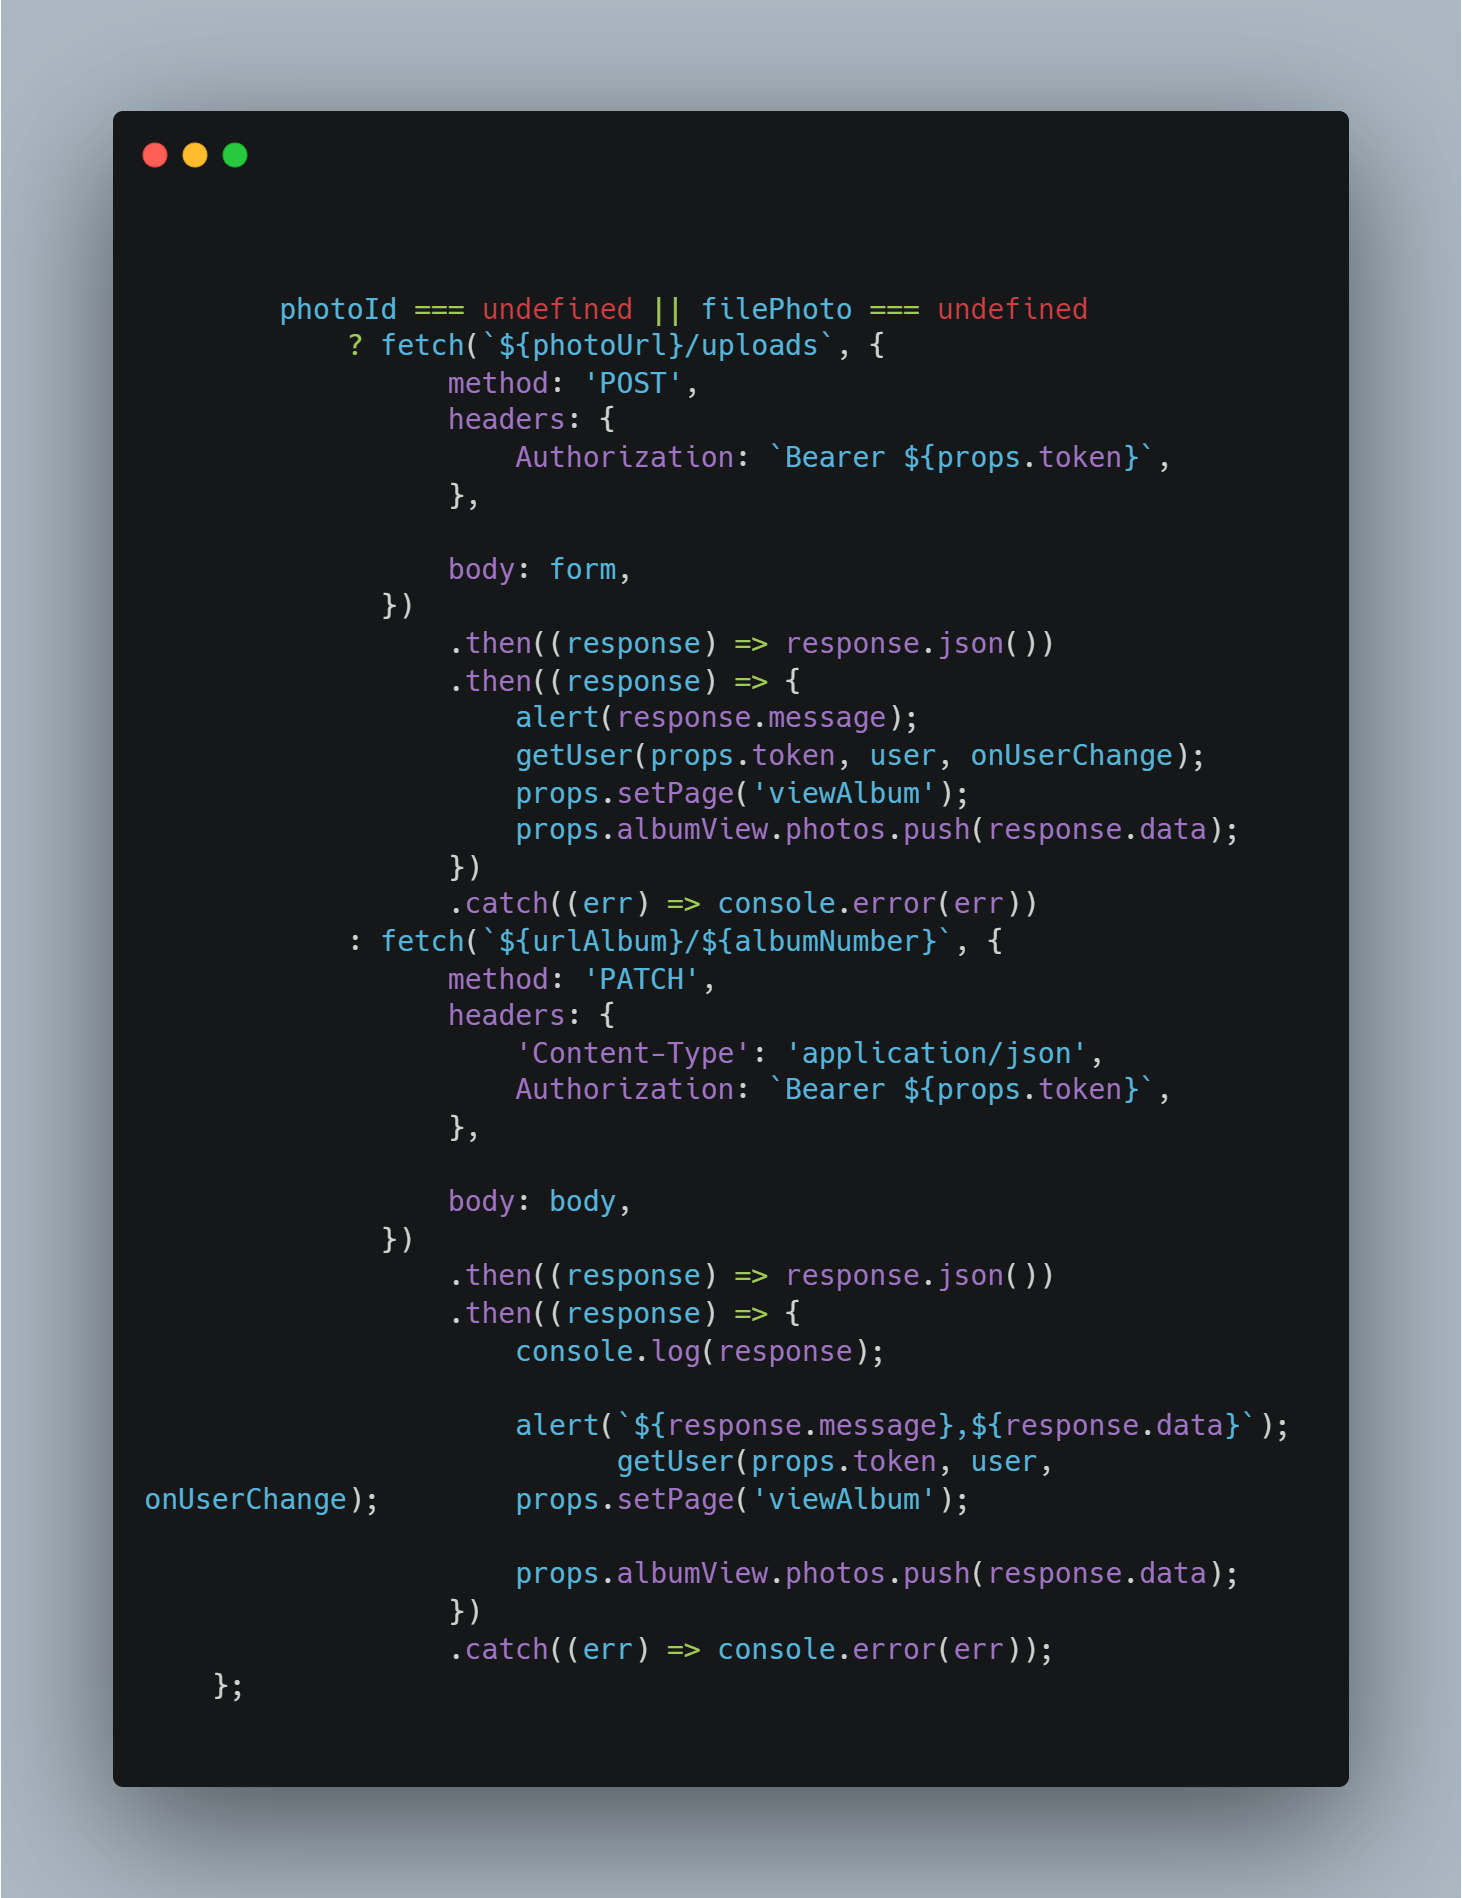 photoId === undefined || filePhoto === undefined
? fetch(`${photoUrl}/uploads`, {
method: 'POST',
headers: {
Authorization: `Bearer ${props.token}`,
},
body: form,
})
.then((response) => response.json())
.then((response) => {
alert(response.message);
getUser(props.token, user, onUserChange);
props.setPage('viewAlbum');
props.albumView.photos.push(response.data);
})
.catch((err) => console.error(err))
: fetch(`${urlAlbum}/${albumNumber}`, {
method: 'PATCH',
headers: {
'Content-Type': 'application/json',
Authorization: `Bearer ${props.token}`,
},
body: body,
})
.then((response) => response.json())
.then((response) => {
console.log(response);
alert(`${response.message},${response.data}`);
getUser(props.token, user,
onUserChange);        props.setPage('viewAlbum');
props.albumView.photos.push(response.data);
})
.catch((err) => console.error(err));
};